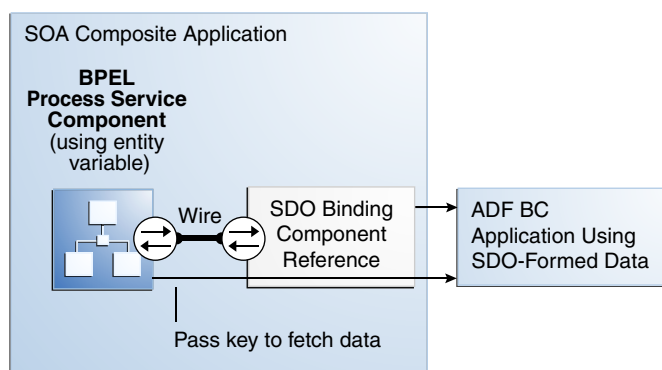 SOA Composite Application
BPEL
Process Service
Component
(using entity
variable)
Wire
SDO Binding
Component
Reference
ADF BC
Application Using
SDO-Formed Data
Pass key to fetch data